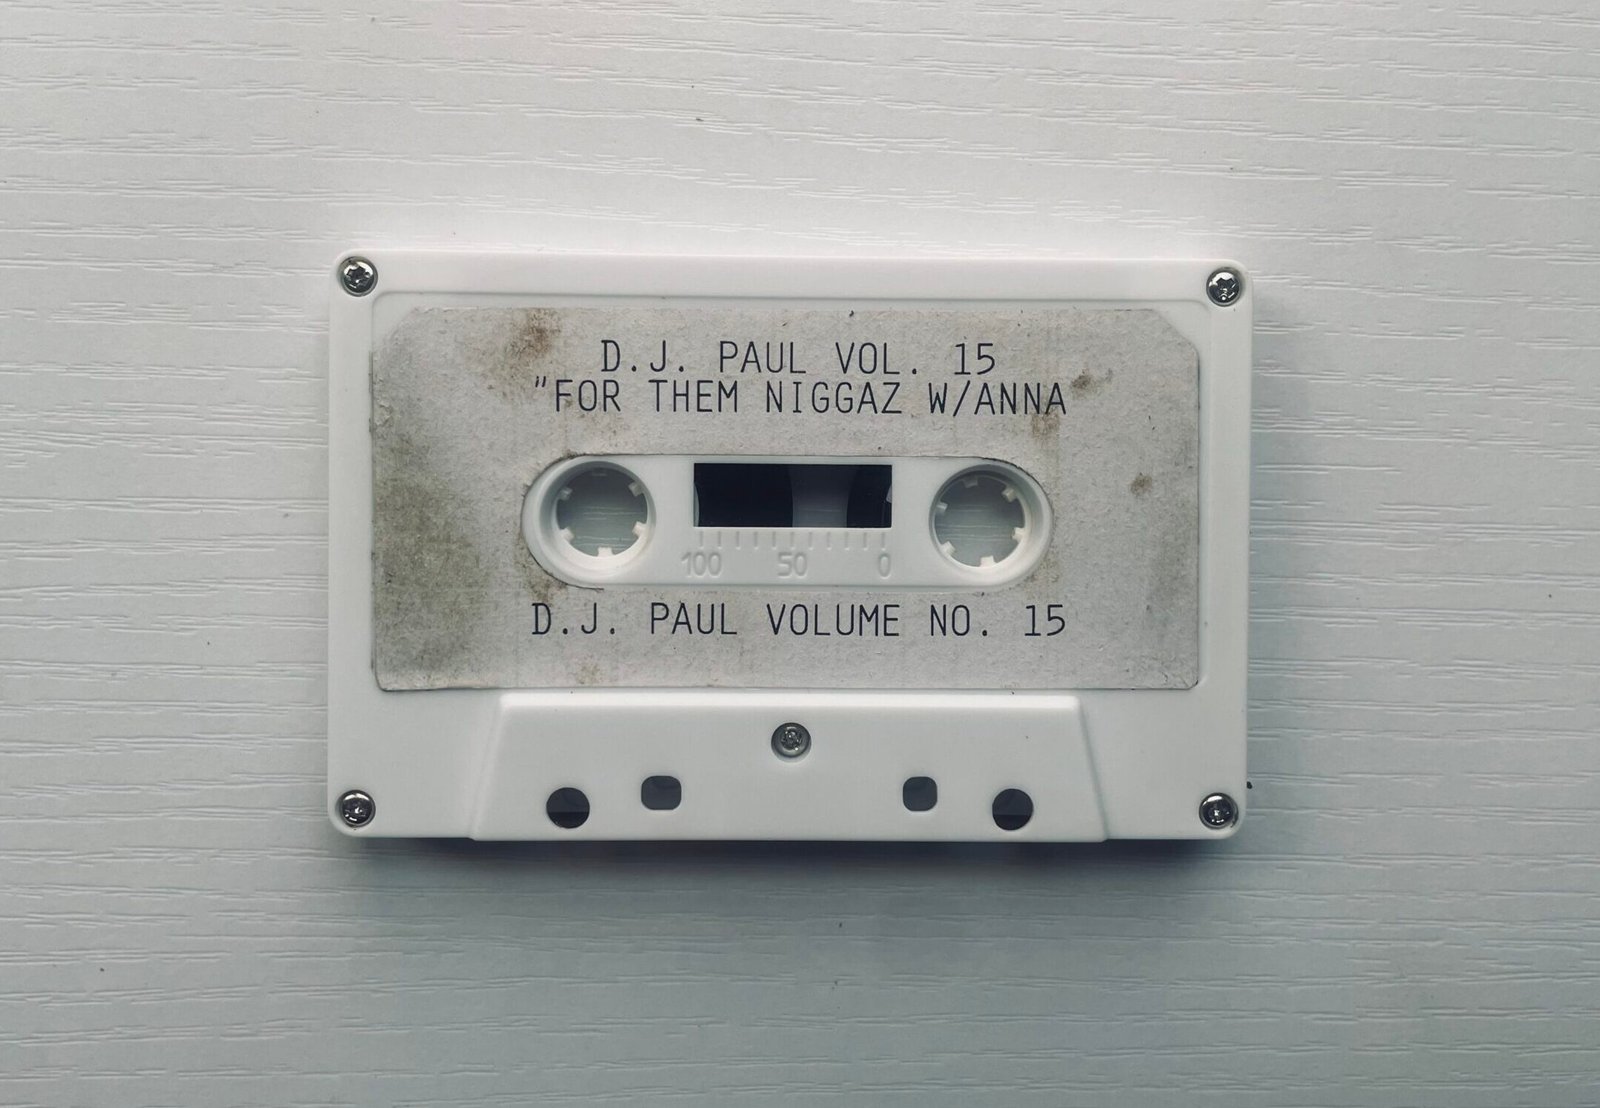 D.J. PAUL VOL. 15
"FOR THEM NIGGAZ W/ANNA
100 50 0
D.J. PAUL VOLUME NO. 15